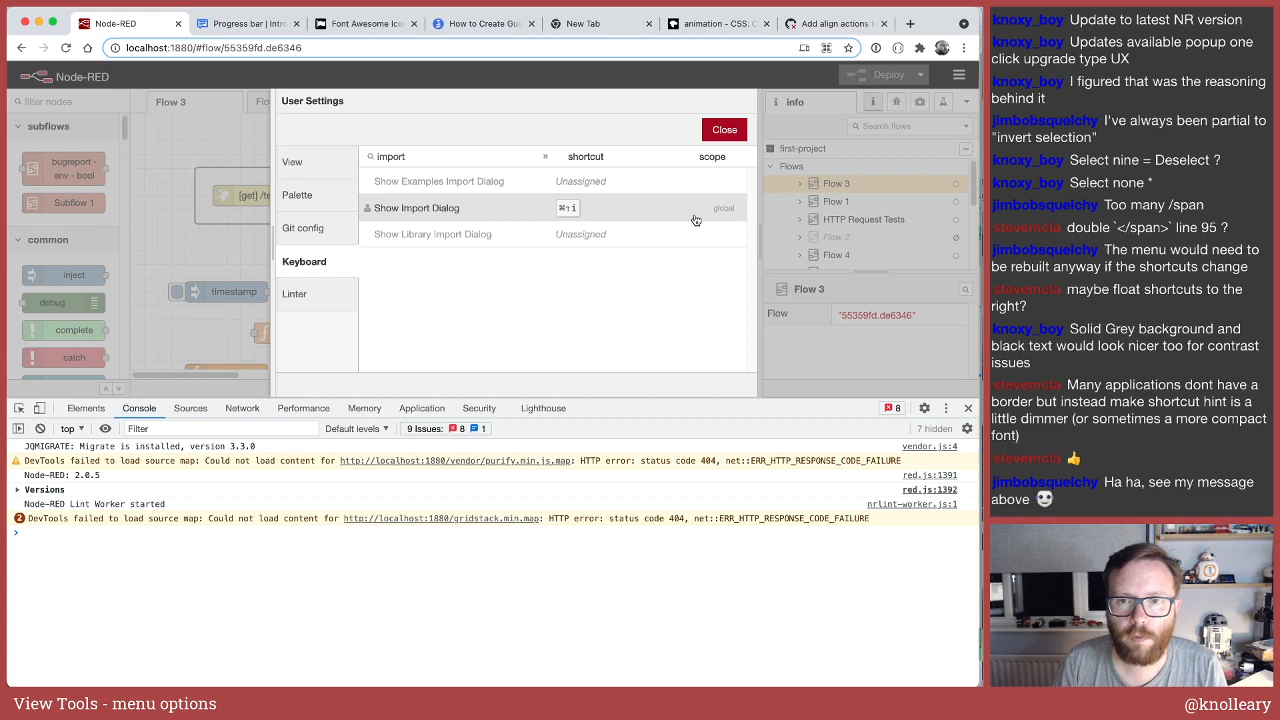 Node-RED
Progress bar | Intro
Font Awesome Ico
How to Create Gui
New Tab
animation - CSS: C
Add align actions f
localhost:1880/#flow/55359fd.de6346
Node-RED
Deploy
filter nodes
subflows
bugreport -
env - bool
Subflow 1
common
inject
debug
complete
catch
Flow 3
Flo
[get] /te
timestamp
User Settings
Close
View
Palette
Git config
Keyboard
Linter
import
shortcut
scope
Show Examples Import Dialog
Unassigned
Show Import Dialog
⌘⇧i
global
Show Library Import Dialog
Unassigned
info
Search flows
first-project
Flows
Flow 3
Flow 1
HTTP Request Tests
Flow 2
Flow 4
Flow 3
Flow
"55359fd.de6346"
Elements
Console
Sources
Network
Performance
Memory
Application
Security
Lighthouse
8
top
Filter
Default levels
9 Issues: 8 1
7 hidden
JQMIGRATE: Migrate is installed, version 3.3.0
vendor.js:4
DevTools failed to load source map: Could not load content for http://localhost:1880/vendor/purify.min.js.map: HTTP error: status code 404, net::ERR_HTTP_RESPONSE_CODE_FAILURE
Node-RED: 2.0.5
red.js:1391
Versions
red.js:1392
Node-RED Lint Worker started
nrlint-worker.js:1
2 DevTools failed to load source map: Could not load content for http://localhost:1880/gridstack.min.map: HTTP error: status code 404, net::ERR_HTTP_RESPONSE_CODE_FAILURE
knoxy_boy Update to latest NR version
knoxy_boy Updates available popup one
click upgrade type UX
knoxy_boy I figured that was the reasoning
behind it
jimbobsquelchy I've always been partial to
"invert selection"
knoxy_boy Select nine = Deselect ?
knoxy_boy Select none *
jimbobsquelchy Too many /span
stevemcla double `</span>` line 95 ?
jimbobsquelchy The menu would need to
be rebuilt anyway if the shortcuts change
stevemcla maybe float shortcuts to the
right?
knoxy_boy Solid Grey background and
black text would look nicer too for contrast
issues
stevemcla Many applications dont have a
border but instead make shortcut hint is a
little dimmer (or sometimes a more compact
font)
stevemcla 👍
jimbobsquelchy Ha ha, see my message
above
View Tools - menu options
@knolleary